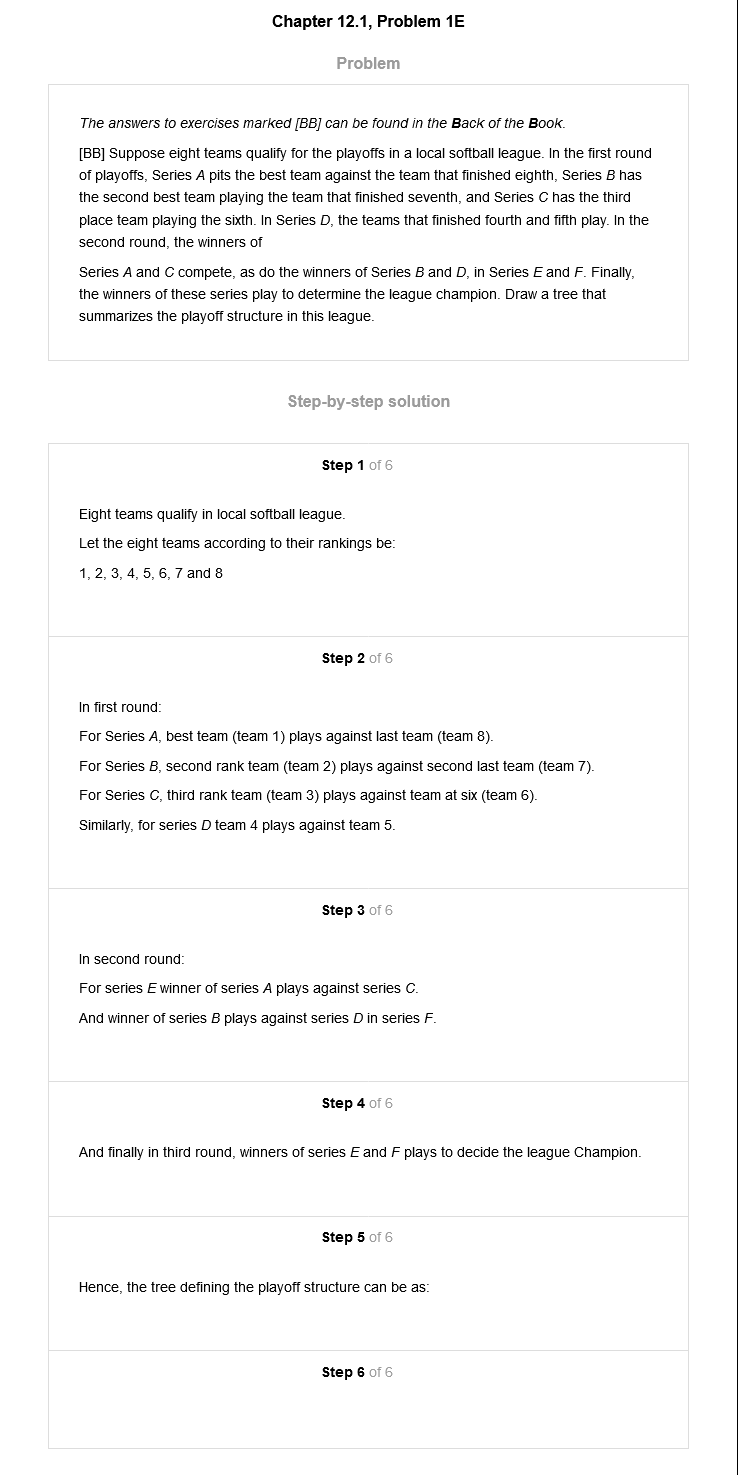 Chapter 12.1, Problem 1E
Problem
The answers to exercises marked [BB] can be found in the Back of the Book.
[BB] Suppose eight teams qualify for the playoffs in a local softball league. In the first round
of playoffs, Series A pits the best team against the team that finished eighth, Series B has
the second best team playing the team that finished seventh, and Series C has the third
place team playing the sixth. In Series D, the teams that finished fourth and fifth play. In the
second round, the winners of
Series A and C compete, as do the winners of Series B and D, in Series E and F. Finally,
the winners of these series play to determine the league champion. Draw a tree that
summarizes the playoff structure in this league.
Step-by-step solution
Step 1 of 6
Eight teams qualify in local softball league.
Let the eight teams according to their rankings be:
1, 2, 3, 4, 5, 6, 7 and 8
Step 2 of 6
In first round:
For Series A, best team (team 1) plays against last team (team 8).
For Series B, second rank team (team 2) plays against second last team (team 7).
For Series C, third rank team (team 3) plays against team at six (team 6).
Similarly, for series D team 4 plays against team 5.
Step 3 of 6
In second round:
For series E winner of series A plays against series C.
And winner of series B plays against series D in series F.
Step 4 of 6
And finally in third round, winners of series E and F plays to decide the league Champion.
Step 5 of 6
Hence, the tree defining the playoff structure can be as:
Step 6 of 6